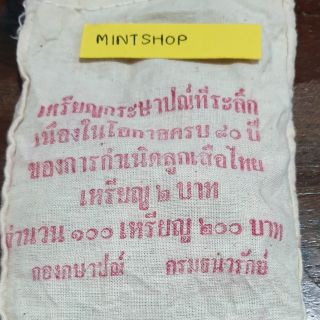 MINTSHOP
เหรียญกระษาปณ์ที่ระลึก
เนื่องในโอกาสครบ ๘๐ ปี
ของการกำเนิดลูกเสือไทย
เหรียญ ๒ บาท
จำนวน ๑๐๐ เหรียญ ๒๐๐ บาท
กองกษาปณ์ กรมธนารักษ์